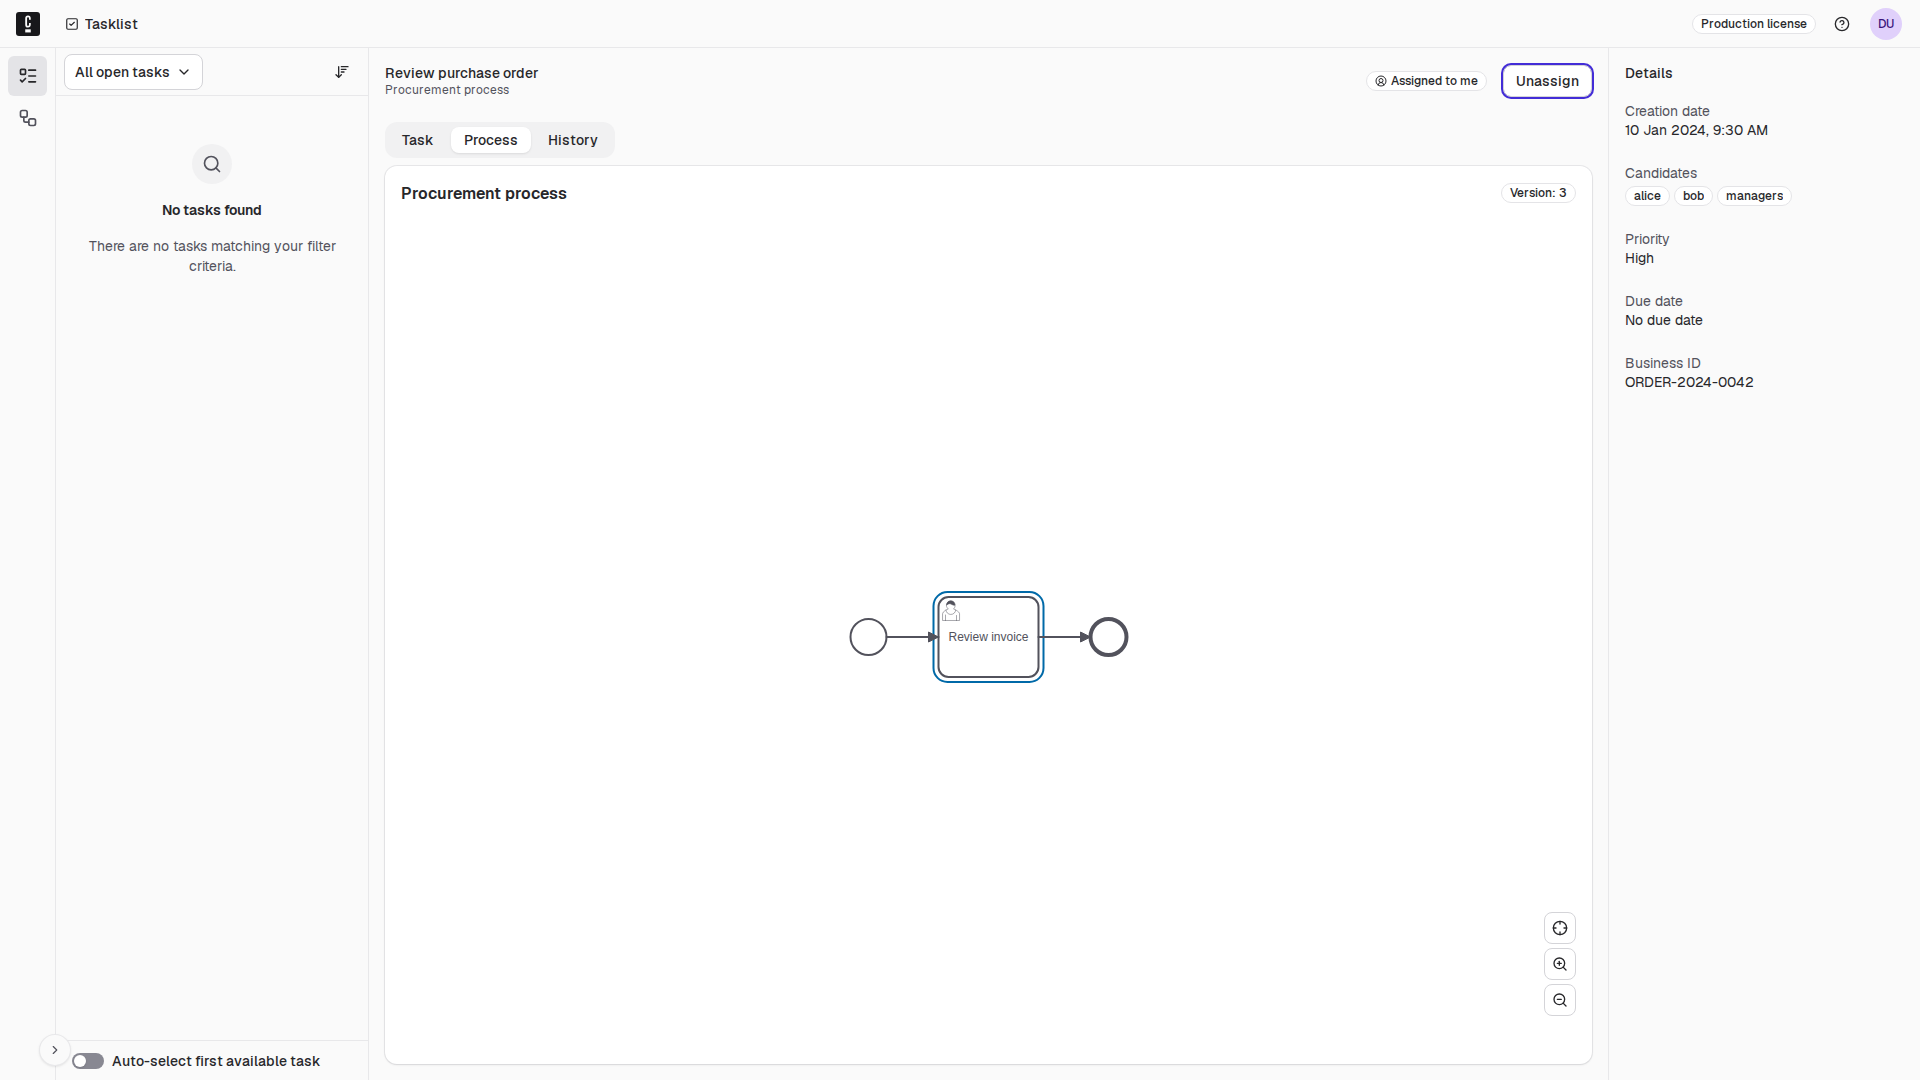 Tasklist
Production license
DU
All open tasks
No tasks found
There are no tasks matching your filter
criteria.
Auto-select first available task
Review purchase order
Procurement process
Assigned to me
Unassign
Task
Process
History
Procurement process
Version: 3
Review invoice
Details
Creation date
10 Jan 2024, 9:30 AM
Candidates
alice
bob
managers
Priority
High
Due date
No due date
Business ID
ORDER-2024-0042